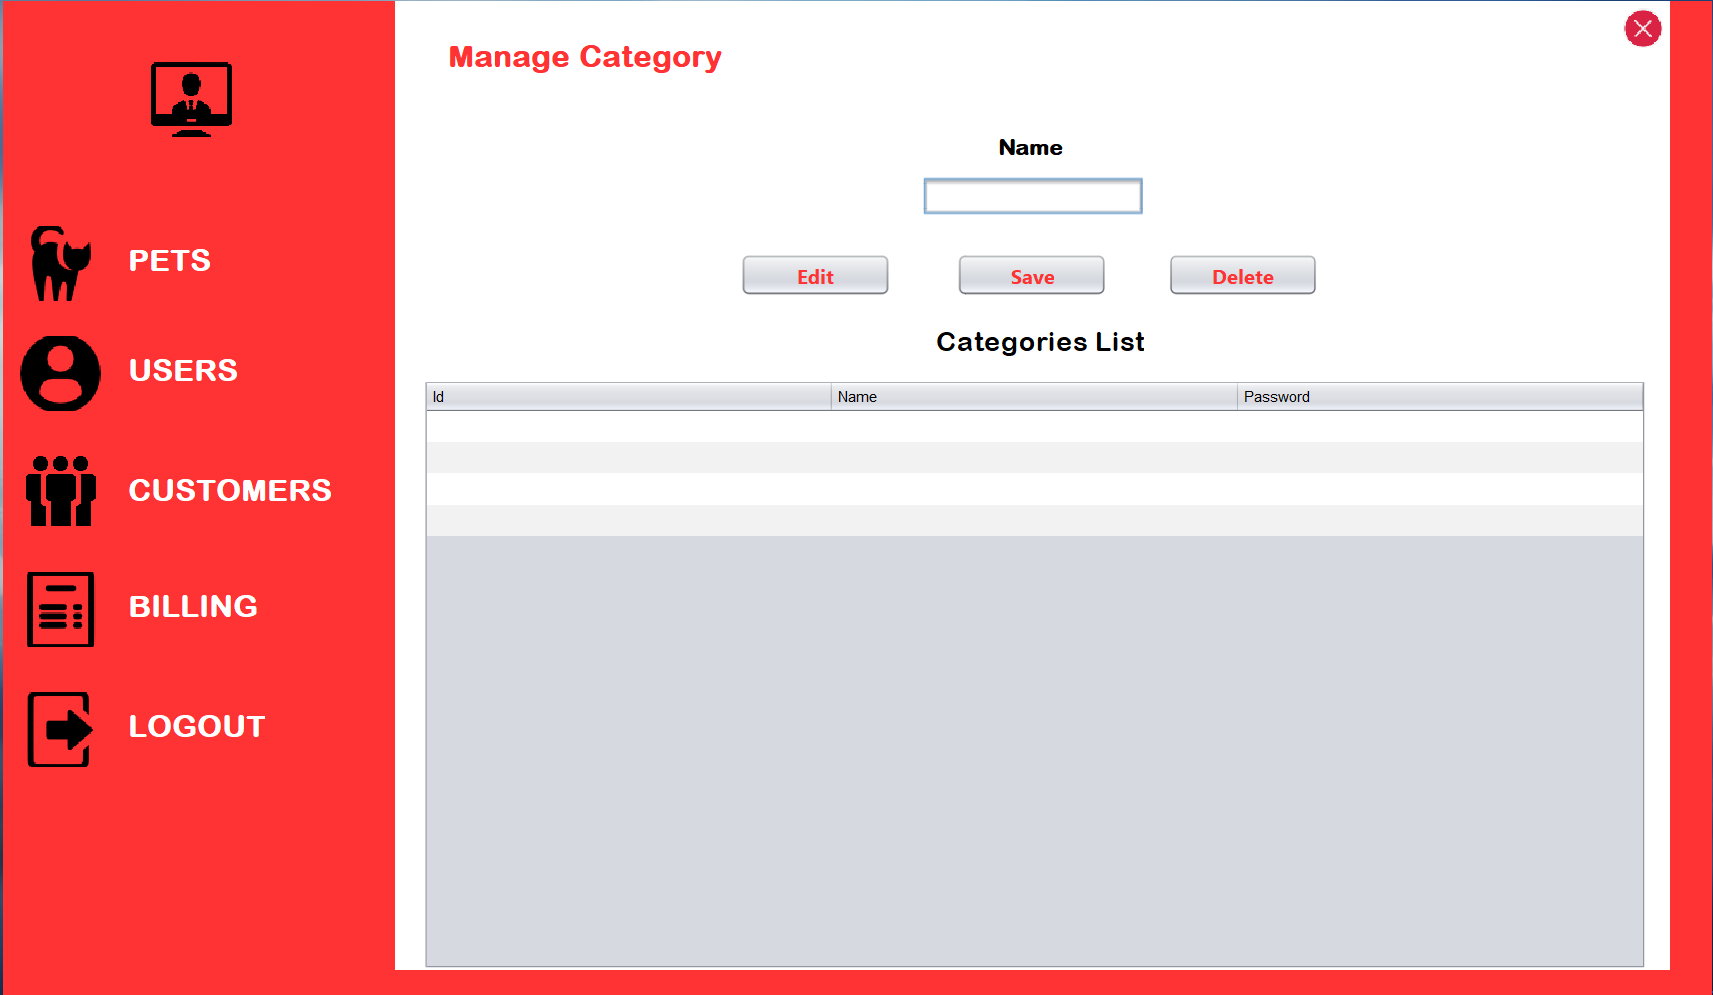 Manage Category
Name
Edit Save Delete
Categories List
Id Name Password
PETS
USERS
CUSTOMERS
BILLING
LOGOUT